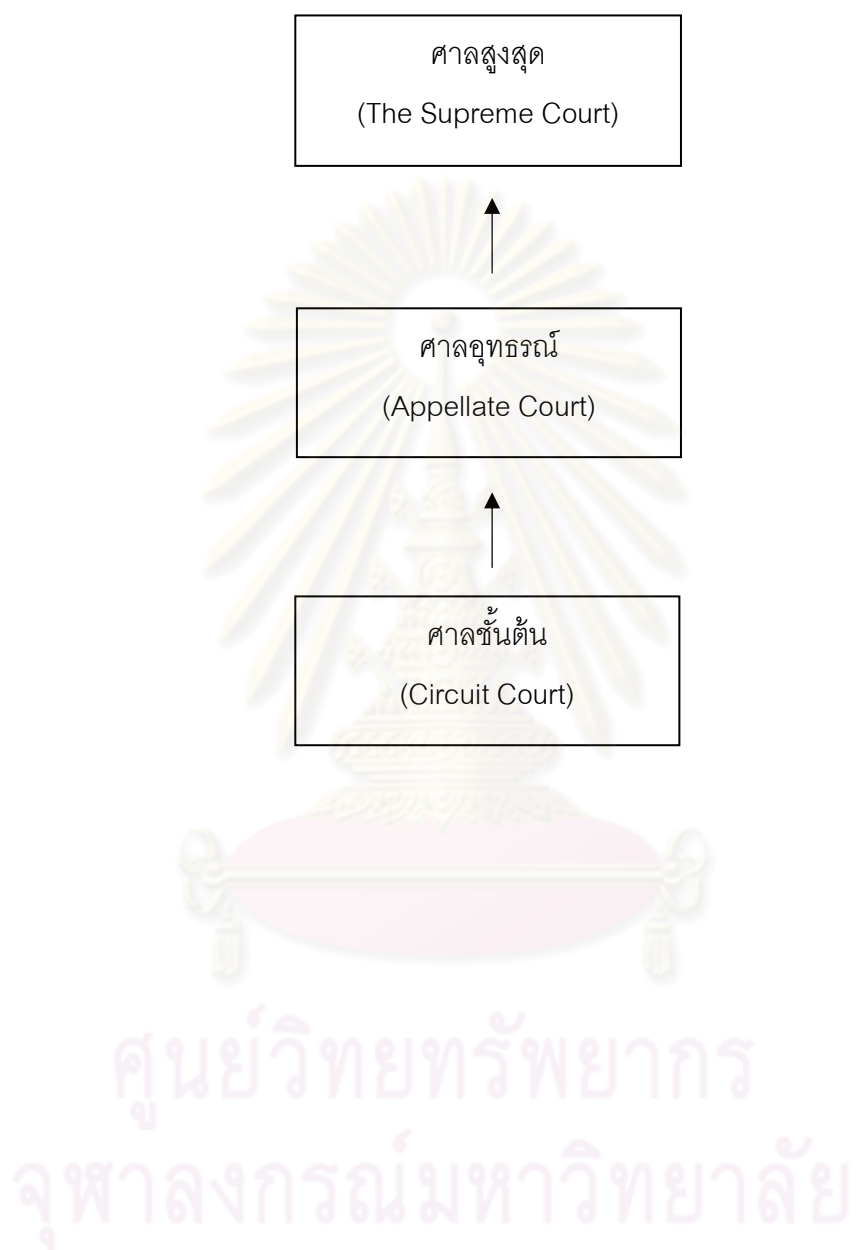 ศาลสูงสุด
(The Supreme Court)
ศาลอุทธรณ์
(Appellate Court)
ศาลชั้นต้น
(Circuit Court)
ศูนย์วิทยทรัพยากร
จุฬาลงกรณ์มหาวิทยาลัย